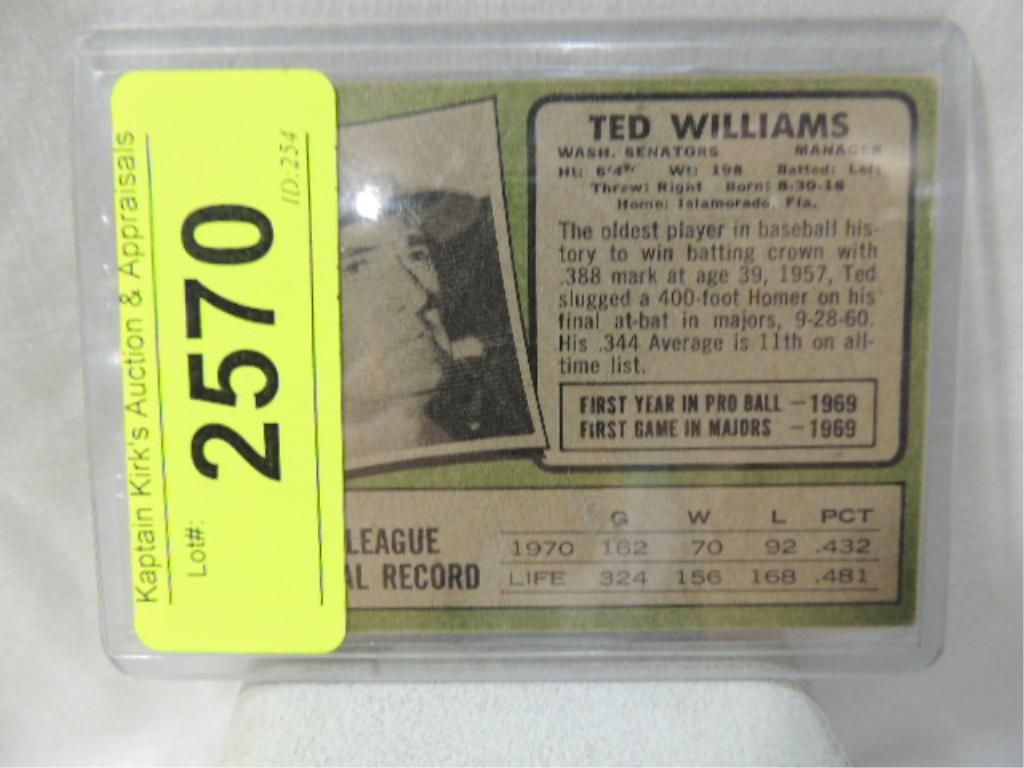 Kaptain Kirk's Auction & Appraisals
Lot#:
2570
ID:254
TED WILLIAMS
WASH. SENATORS MANAGER
Ht: 6'4" Wt: 198 Batted: Left
Threw: Right Born: 8-30-18
Home: Islamorada, Fla.
The oldest player in baseball his-
tory to win batting crown with
.388 mark at age 39, 1957, Ted
slugged a 400-foot Homer on his
final at-bat in majors, 9-28-60.
His .344 Average is 11th on all-
time list.
FIRST YEAR IN PRO BALL — 1969
FIRST GAME IN MAJORS — 1969
LEAGUE
AL RECORD
G W L PCT
1970 162 70 92 .432
LIFE 324 156 168 .481